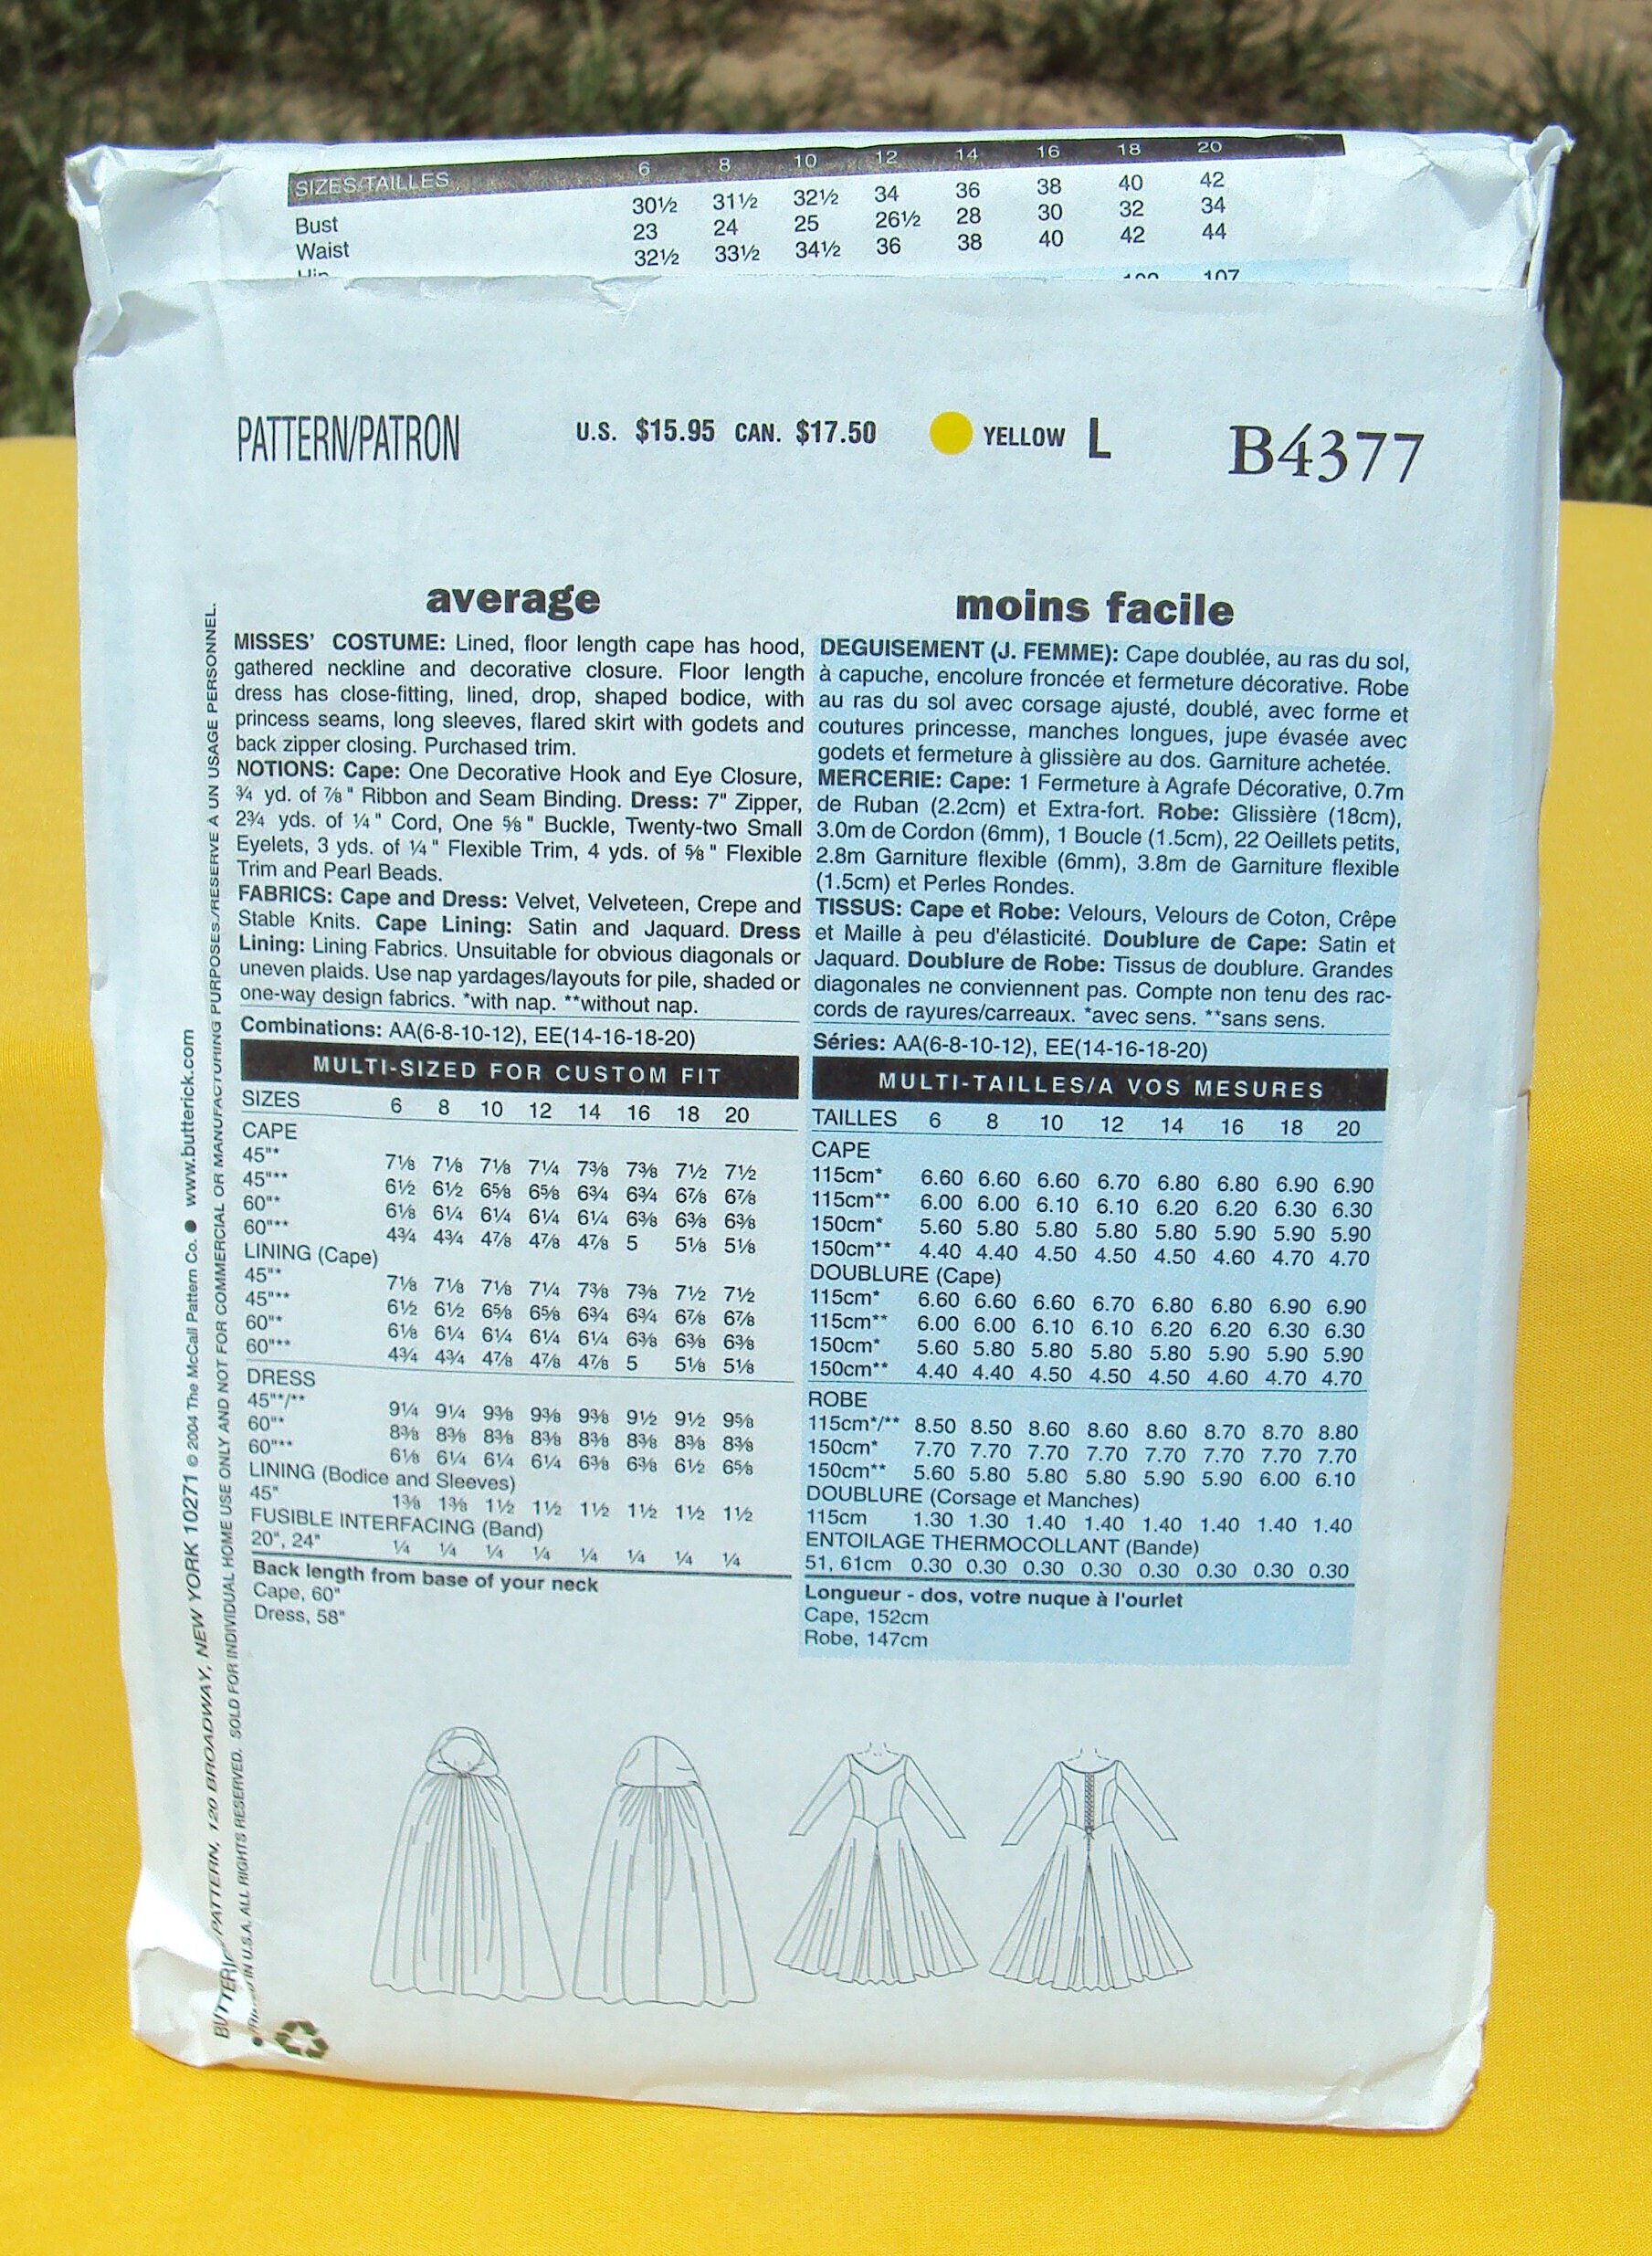 SIZES/TAILLES 6 8 10 12 14 16 18 20
Bust 30½ 31½ 32½ 34 36 38 40 42
Waist 23 24 25 26½ 28 30 32 34
Hip 32½ 33½ 34½ 36 38 40 42 44
102 107
PATTERN/PATRON U.S. $15.95 CAN. $17.50 YELLOW L B4377
average
MISSES' COSTUME: Lined, floor length cape has hood,
gathered neckline and decorative closure. Floor length
dress has close-fitting, lined, drop, shaped bodice, with
princess seams, long sleeves, flared skirt with godets and
back zipper closing. Purchased trim.
NOTIONS: Cape: One Decorative Hook and Eye Closure,
¾ yd. of ⅞" Ribbon and Seam Binding. Dress: 7" Zipper,
2¾ yds. of ¼" Cord, One ⅝" Buckle, Twenty-two Small
Eyelets, 3 yds. of ¼" Flexible Trim, 4 yds. of ⅝" Flexible
Trim and Pearl Beads.
FABRICS: Cape and Dress: Velvet, Velveteen, Crepe and
Stable Knits. Cape Lining: Satin and Jaquard. Dress
Lining: Lining Fabrics. Unsuitable for obvious diagonals or
uneven plaids. Use nap yardages/layouts for pile, shaded or
one-way design fabrics. *with nap. **without nap.
Combinations: AA(6-8-10-12), EE(14-16-18-20)
MULTI-SIZED FOR CUSTOM FIT
SIZES 6 8 10 12 14 16 18 20
CAPE
45"* 7⅛ 7⅛ 7⅛ 7¼ 7⅜ 7⅜ 7½ 7½
45"** 6½ 6½ 6⅝ 6⅝ 6¾ 6¾ 6⅞ 6⅞
60"* 6⅛ 6¼ 6¼ 6¼ 6¼ 6⅜ 6⅜ 6⅜
60"** 4¾ 4¾ 4⅞ 4⅞ 4⅞ 5 5⅛ 5⅛
LINING (Cape)
45"* 7⅛ 7⅛ 7⅛ 7¼ 7⅜ 7⅜ 7½ 7½
45"** 6½ 6½ 6⅝ 6⅝ 6¾ 6¾ 6⅞ 6⅞
60"* 6⅛ 6¼ 6¼ 6¼ 6¼ 6⅜ 6⅜ 6⅜
60"** 4¾ 4¾ 4⅞ 4⅞ 4⅞ 5 5⅛ 5⅛
DRESS
45"*/** 9¼ 9¼ 9⅜ 9⅜ 9⅜ 9½ 9½ 9⅝
60"* 8⅜ 8⅜ 8⅜ 8⅜ 8⅜ 8⅜ 8⅜ 8⅜
60"** 6⅛ 6¼ 6¼ 6¼ 6⅜ 6⅜ 6½ 6⅝
LINING (Bodice and Sleeves)
45" 1⅜ 1⅜ 1½ 1½ 1½ 1½ 1½ 1½
FUSIBLE INTERFACING (Band)
20", 24" ¼ ¼ ¼ ¼ ¼ ¼ ¼ ¼
Back length from base of your neck
Cape, 60"
Dress, 58"
moins facile
DEGUISEMENT (J. FEMME): Cape doublée, au ras du sol,
à capuche, encolure froncée et fermeture décorative. Robe
au ras du sol avec corsage ajusté, doublé, avec forme et
coutures princesse, manches longues, jupe évasée avec
godets et fermeture à glissière au dos. Garniture achetée.
MERCERIE: Cape: 1 Fermeture à Agrafe Décorative, 0.7m
de Ruban (2.2cm) et Extra-fort. Robe: Glissière (18cm),
3.0m de Cordon (6mm), 1 Boucle (1.5cm), 22 Oeillets petits,
2.8m Garniture flexible (6mm), 3.8m de Garniture flexible
(1.5cm) et Perles Rondes.
TISSUS: Cape et Robe: Velours, Velours de Coton, Crêpe
et Maille à peu d'élasticité. Doublure de Cape: Satin et
Jaquard. Doublure de Robe: Tissus de doublure. Grandes
diagonales ne conviennent pas. Compte non tenu des rac-
cords de rayures/carreaux. *avec sens. **sans sens.
Séries: AA(6-8-10-12), EE(14-16-18-20)
MULTI-TAILLES/A VOS MESURES
TAILLES 6 8 10 12 14 16 18 20
CAPE
115cm* 6.60 6.60 6.60 6.70 6.80 6.80 6.90 6.90
115cm** 6.00 6.00 6.10 6.10 6.20 6.20 6.30 6.30
150cm* 5.60 5.80 5.80 5.80 5.80 5.90 5.90 5.90
150cm** 4.40 4.40 4.50 4.50 4.50 4.60 4.70 4.70
DOUBLURE (Cape)
115cm* 6.60 6.60 6.60 6.70 6.80 6.80 6.90 6.90
115cm** 6.00 6.00 6.10 6.10 6.20 6.20 6.30 6.30
150cm* 5.60 5.80 5.80 5.80 5.80 5.90 5.90 5.90
150cm** 4.40 4.40 4.50 4.50 4.50 4.60 4.70 4.70
ROBE
115cm*/** 8.50 8.50 8.60 8.60 8.60 8.70 8.70 8.80
150cm* 7.70 7.70 7.70 7.70 7.70 7.70 7.70 7.70
150cm** 5.60 5.80 5.80 5.80 5.90 5.90 6.00 6.10
DOUBLURE (Corsage et Manches)
115cm 1.30 1.30 1.40 1.40 1.40 1.40 1.40 1.40
ENTOILAGE THERMOCOLLANT (Bande)
51, 61cm 0.30 0.30 0.30 0.30 0.30 0.30 0.30 0.30
Longueur - dos, votre nuque à l'ourlet
Cape, 152cm
Robe, 147cm
PATTERN, 120 BROADWAY, NEW YORK 10271 © 2004 The McCall Pattern Co. ● www.butterick.com
IN U.S.A. ALL RIGHTS RESERVED. SOLD FOR INDIVIDUAL HOME USE ONLY AND NOT FOR COMMERCIAL OR MANUFACTURING PURPOSES./RESERVE A UN USAGE PERSONNEL.